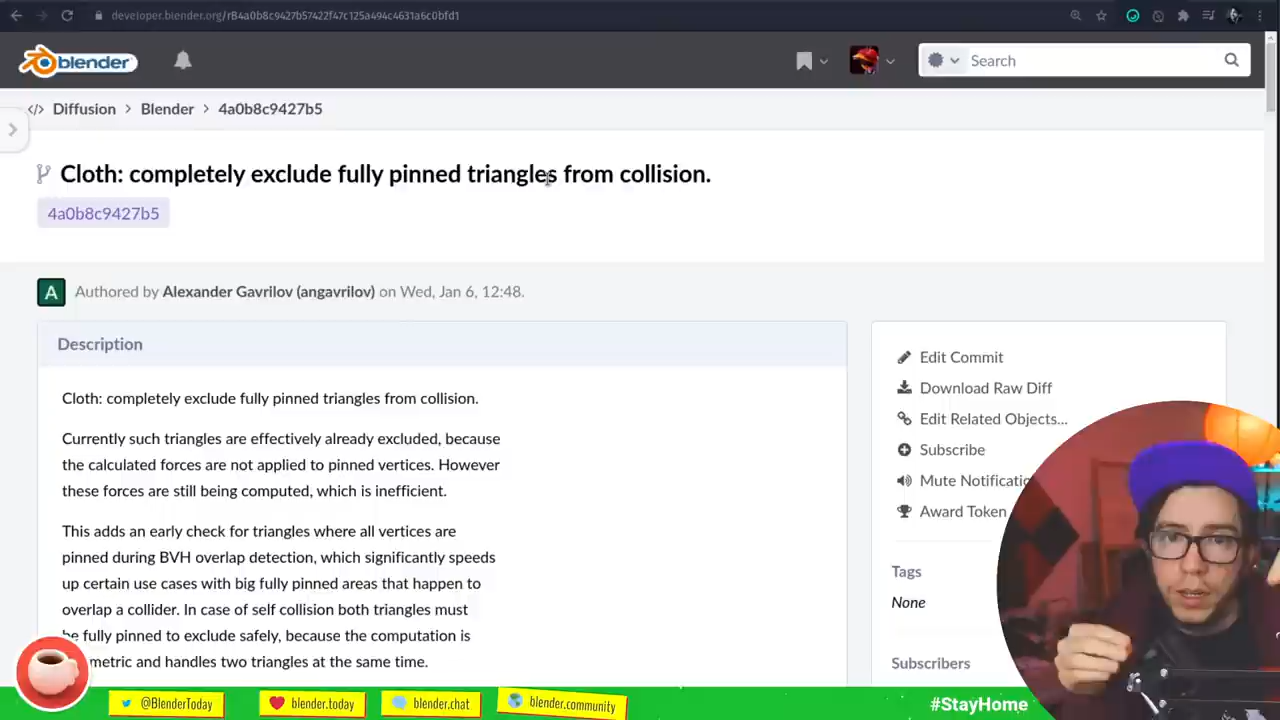 developer.blender.org/rB4a0b8c9427b57422f47c125a494c4631a6c0bfd1
blender
Search
Diffusion > Blender > 4a0b8c9427b5
Cloth: completely exclude fully pinned triangles from collision.
4a0b8c9427b5
A
Authored by Alexander Gavrilov (angavrilov) on Wed, Jan 6, 12:48.
Description
Cloth: completely exclude fully pinned triangles from collision.
Currently such triangles are effectively already excluded, because
the calculated forces are not applied to pinned vertices. However
these forces are still being computed, which is inefficient.
This adds an early check for triangles where all vertices are
pinned during BVH overlap detection, which significantly speeds
up certain use cases with big fully pinned areas that happen to
overlap a collider. In case of self collision both triangles must
be fully pinned to exclude safely, because the computation is
metric and handles two triangles at the same time.
Edit Commit
Download Raw Diff
Edit Related Objects...
Subscribe
Mute Notificatio
Award Token
Tags
None
Subscribers
@BlenderToday
blender.today
blender.chat
blender.community
#StayHome